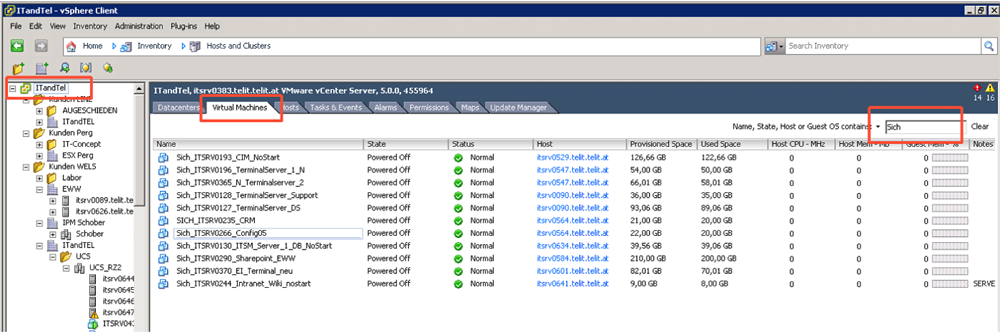 ITandTel - vSphere Client
File Edit View Inventory Administration Plug-ins Help
Home Inventory Hosts and Clusters
Search Inventory
ITandTel
Kunden LINZ
AUGESCHIEDEN
ITandTEL
Kunden Perg
IT-Concept
ESX Perg
Kunden WELS
Labor
EWW
itsrv0089.telit.te
itsrv0626.telit.te
IPM Schober
Schober
ITandTEL
UCS
UCS_RZ2
itsrv0644
itsrv0645
itsrv0646
itsrv0647
ITSRV043
ITandTel, itsrv0383.telit.telit.at VMware vCenter Server, 5.0.0, 455964
14 16
Datacenters Virtual Machines Hosts Tasks & Events Alarms Permissions Maps Update Manager
Name, State, Host or Guest OS contains: Sich Clear
Name State Status Host Provisioned Space Used Space Host CPU - MHz Host Mem - MB Guest Mem - % Notes
Sich_ITSRV0193_CIM_NoStart Powered Off Normal itsrv0529.telit.telit.at 126,66 GB 122,66 GB 0 0 0
Sich_ITSRV0196_TerminalServer_1_N Powered Off Normal itsrv0547.telit.telit.at 54,00 GB 50,00 GB 0 0 0
Sich_ITSRV0365_N_Terminalserver_2 Powered Off Normal itsrv0547.telit.telit.at 66,01 GB 58,01 GB 0 0 0
Sich_ITSRV0128_TerminalServer_Support Powered Off Normal itsrv0090.telit.telit.at 36,00 GB 35,00 GB 0 0 0
Sich_ITSRV0127_TerminalServer_DS Powered Off Normal itsrv0090.telit.telit.at 93,06 GB 89,06 GB 0 0 0
SICH_ITSRV0235_CRM Powered Off Normal itsrv0564.telit.telit.at 21,00 GB 20,00 GB 0 0 0
Sich_ITSRV0266_Config05 Powered Off Normal itsrv0564.telit.telit.at 22,00 GB 20,00 GB 0 0 0
Sich_ITSRV0130_ITSM_Server_1_DB_NoStart Powered Off Normal itsrv0634.telit.telit.at 39,56 GB 39,06 GB 0 0 0
Sich_ITSRV0290_Sharepoint_EWW Powered Off Normal itsrv0584.telit.telit.at 210,00 GB 200,00 GB 0 0 0
Sich_ITSRV0370_EI_Terminal_neu Powered Off Normal itsrv0601.telit.telit.at 82,01 GB 70,01 GB 0 0 0
Sich_ITSRV0244_Intranet_Wiki_nostart Powered Off Normal itsrv0641.telit.telit.at 9,00 GB 8,00 GB 0 0 0 SERVE